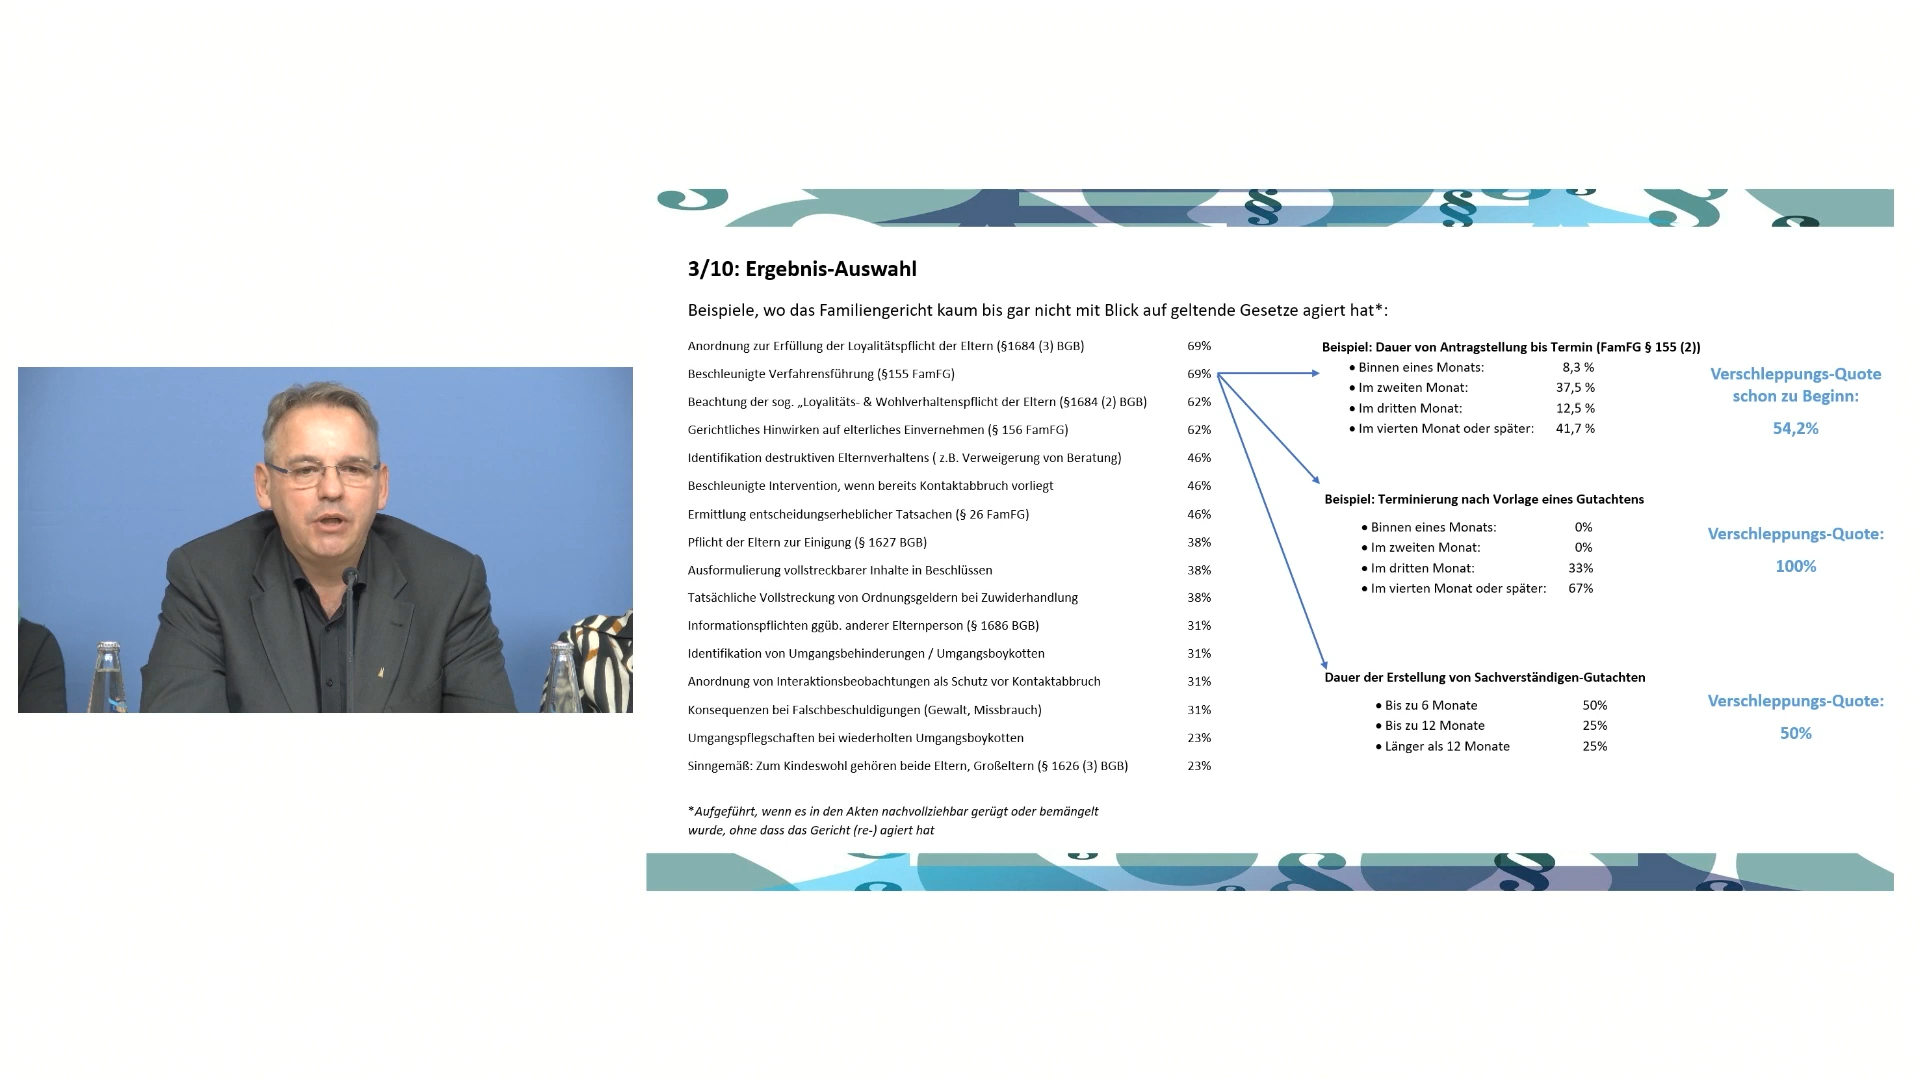 3/10: Ergebnis-Auswahl
Beispiele, wo das Familiengericht kaum bis gar nicht mit Blick auf geltende Gesetze agiert hat*:
Anordnung zur Erfüllung der Loyalitätspflicht der Eltern (§1684 (3) BGB) 69%
Beschleunigte Verfahrensführung (§155 FamFG) 69%
Beachtung der sog. „Loyalitäts- & Wohlverhaltenspflicht der Eltern (§1684 (2) BGB) 62%
Gerichtliches Hinwirken auf elterliches Einvernehmen (§ 156 FamFG) 62%
Identifikation destruktiven Elternverhaltens ( z.B. Verweigerung von Beratung) 46%
Beschleunigte Intervention, wenn bereits Kontaktabbruch vorliegt 46%
Ermittlung entscheidungserheblicher Tatsachen (§ 26 FamFG) 46%
Pflicht der Eltern zur Einigung (§ 1627 BGB) 38%
Ausformulierung vollstreckbarer Inhalte in Beschlüssen 38%
Tatsächliche Vollstreckung von Ordnungsgeldern bei Zuwiderhandlung 38%
Informationspflichten ggüb. anderer Elternperson (§ 1686 BGB) 31%
Identifikation von Umgangsbehinderungen / Umgangsboykotten 31%
Anordnung von Interaktionsbeobachtungen als Schutz vor Kontaktabbruch 31%
Konsequenzen bei Falschbeschuldigungen (Gewalt, Missbrauch) 31%
Umgangspflegschaften bei wiederholten Umgangsboykotten 23%
Sinngemäß: Zum Kindeswohl gehören beide Eltern, Großeltern (§ 1626 (3) BGB) 23%
*Aufgeführt, wenn es in den Akten nachvollziehbar gerügt oder bemängelt
wurde, ohne dass das Gericht (re-) agiert hat
Beispiel: Dauer von Antragstellung bis Termin (FamFG § 155 (2))
• Binnen eines Monats: 8,3 %
• Im zweiten Monat: 37,5 %
• Im dritten Monat: 12,5 %
• Im vierten Monat oder später: 41,7 %
Verschleppungs-Quote
schon zu Beginn:
54,2%
Beispiel: Terminierung nach Vorlage eines Gutachtens
• Binnen eines Monats: 0%
• Im zweiten Monat: 0%
• Im dritten Monat: 33%
• Im vierten Monat oder später: 67%
Verschleppungs-Quote:
100%
Dauer der Erstellung von Sachverständigen-Gutachten
• Bis zu 6 Monate 50%
• Bis zu 12 Monate 25%
• Länger als 12 Monate 25%
Verschleppungs-Quote:
50%